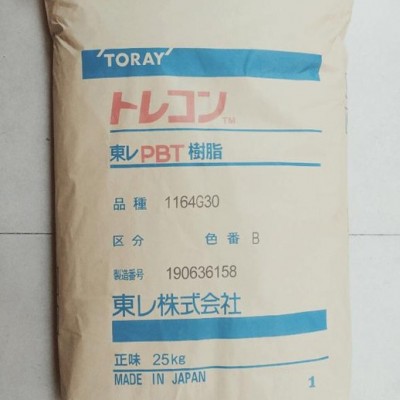 TORAY
トレコン™
東レPBT樹脂
品種 1164G30
区分 色番 B
製造番号 190636158
東レ株式会社
正味 25kg
MADE IN JAPAN 1